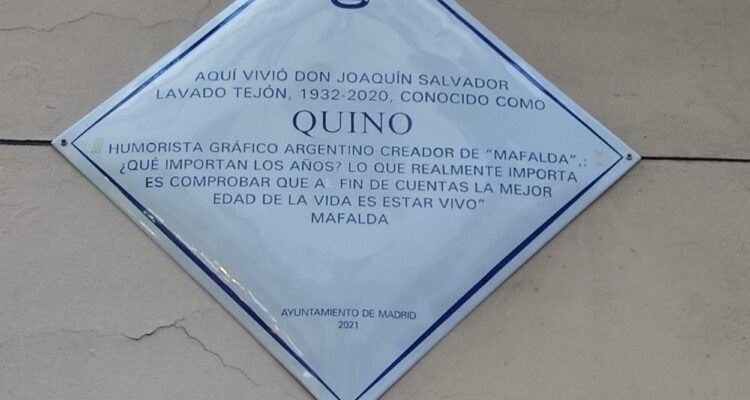 AQUÍ VIVIÓ DON JOAQUÍN SALVADOR
LAVADO TEJÓN, 1932-2020, CONOCIDO COMO
QUINO
HUMORISTA GRÁFICO ARGENTINO CREADOR DE "MAFALDA",:
¿QUÉ IMPORTAN LOS AÑOS? LO QUE REALMENTE IMPORTA
ES COMPROBAR QUE AL FIN DE CUENTAS LA MEJOR
EDAD DE LA VIDA ES ESTAR VIVO"
MAFALDA
AYUNTAMIENTO DE MADRID
2021